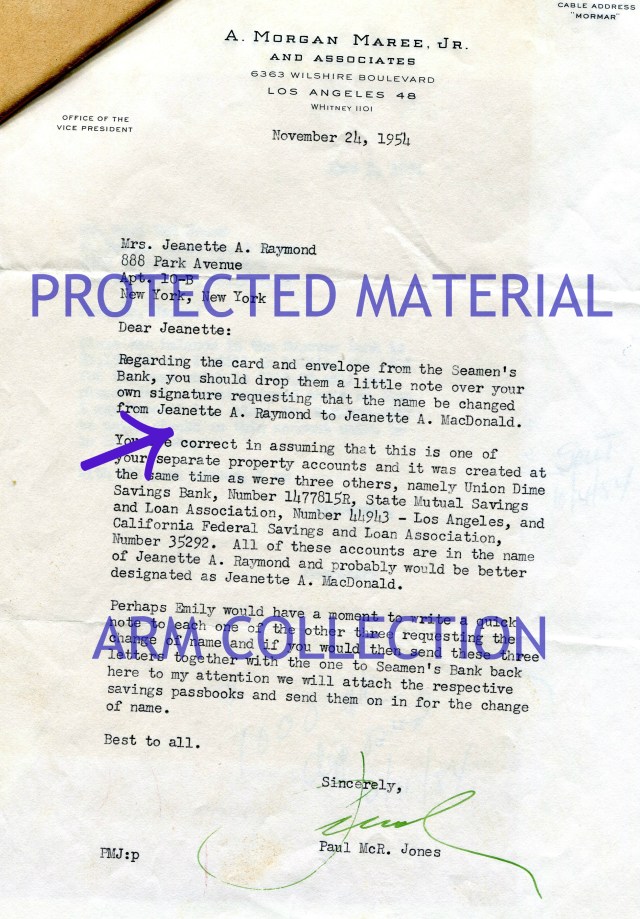 CABLE ADDRESS
"MORMAR"
A. MORGAN MAREE, JR.
AND ASSOCIATES
6363 WILSHIRE BOULEVARD
LOS ANGELES 48
WHITNEY 1101
OFFICE OF THE
VICE PRESIDENT
November 24, 1954
Mrs. Jeanette A. Raymond
888 Park Avenue
Apt. 10-B
PROTECTED MATERIAL
New York, New York
Dear Jeanette:
Regarding the card and envelope from the Seamen's
Bank, you should drop them a little note over your
own signature requesting that the name be changed
from Jeanette A. Raymond to Jeanette A. MacDonald.
correct in assuming that this is one of
your separate property accounts and it was created at
the same time as were three others, namely Union Dime
Savings Bank, Number 1477815R, State Mutual Savings
and Loan Association, Number 44943 - Los Angeles, and
California Federal Savings and Loan Association,
Number 35292. All of these accounts are in the name
of Jeanette A. Raymond and probably would be better
designated as Jeanette A. MacDonald.
Perhaps Emily would have a moment to write a quick
note to each one of the other three requesting the
ARM COLLECTION
change of name and if you would then send these three
letters together with the one to Seamen's Bank back
here to my attention we will attach the respective
savings passbooks and send them on in for the change
of name.
Best to all.
Sincerely,
Paul McR. Jones
PMJ:p